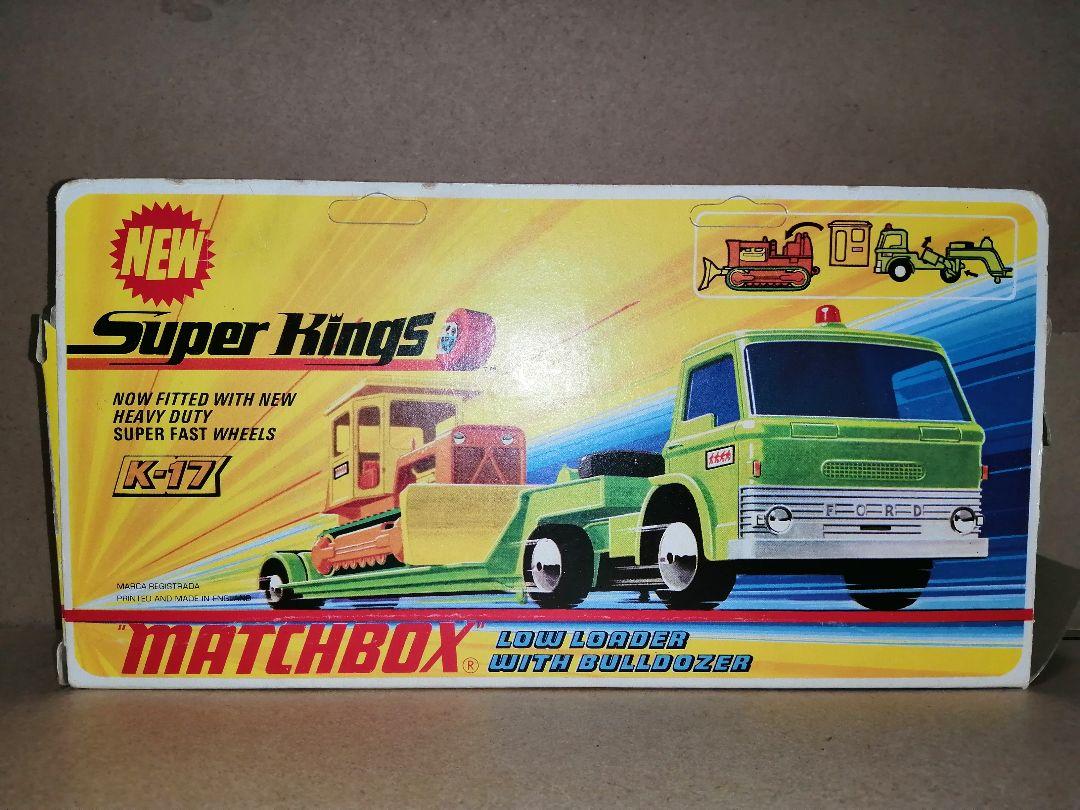 NEW
Super Kings
NOW FITTED WITH NEW
HEAVY DUTY
SUPER FAST WHEELS
K-17
FORD
MARCA REGISTRADA
PRINTED AND MADE IN ENGLAND
"MATCHBOX" ®
LOW LOADER
WITH BULLDOZER